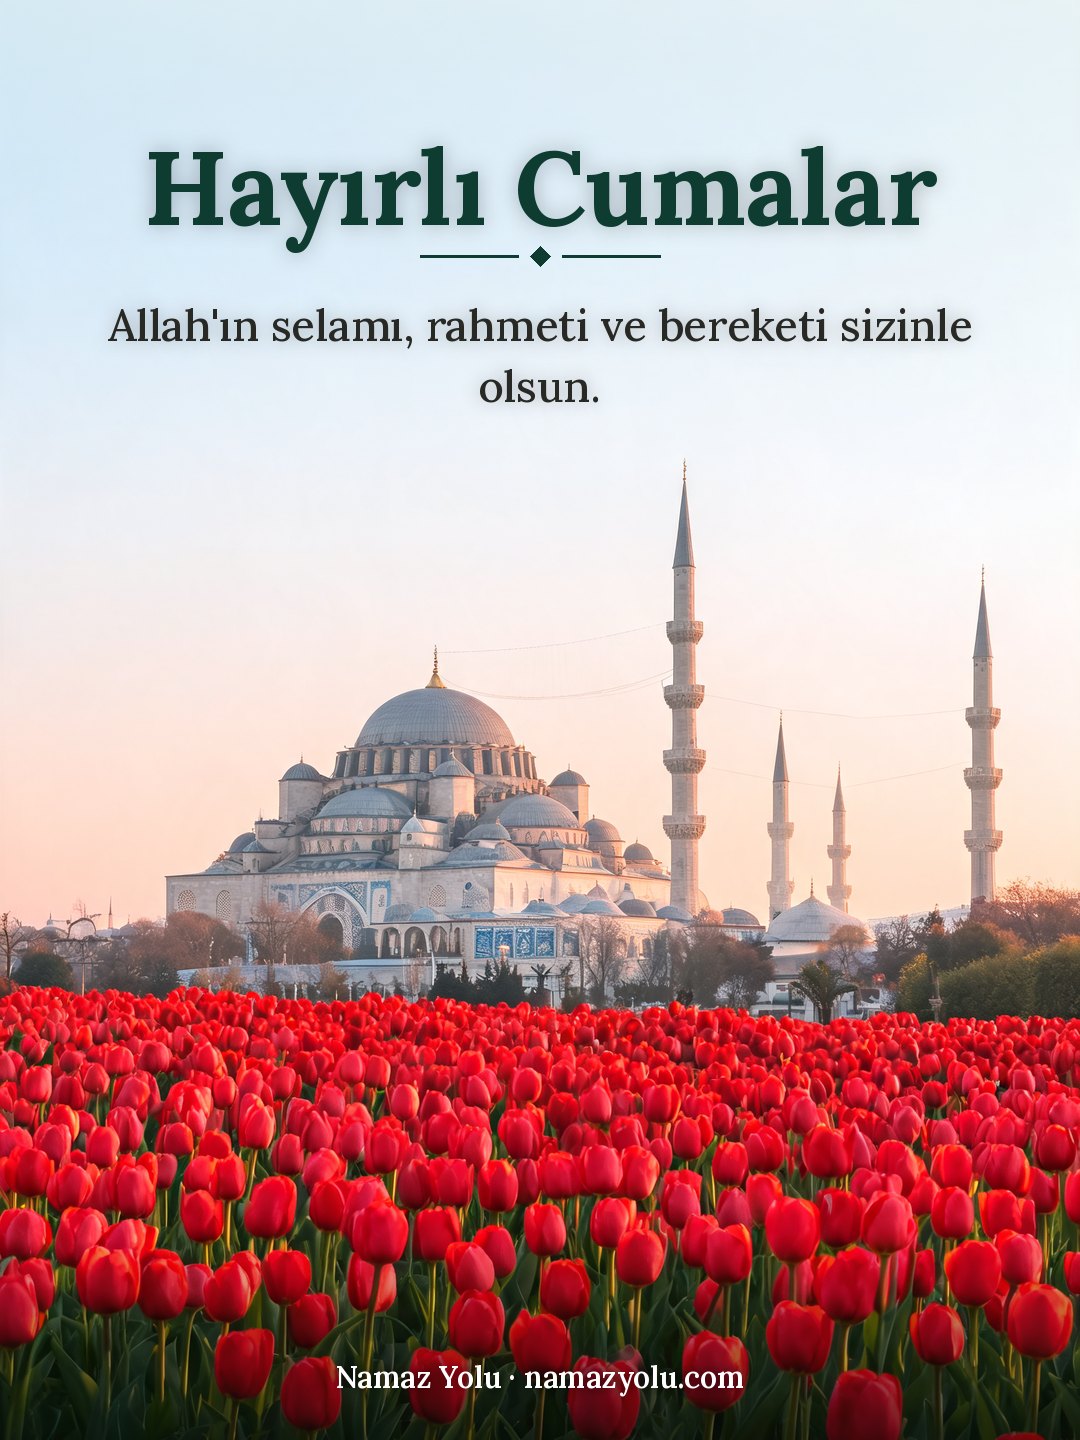 Hayırlı Cumalar
Allah'ın selamı, rahmeti ve bereketi sizinle
olsun.
Namaz Yolu · namazyolu.com